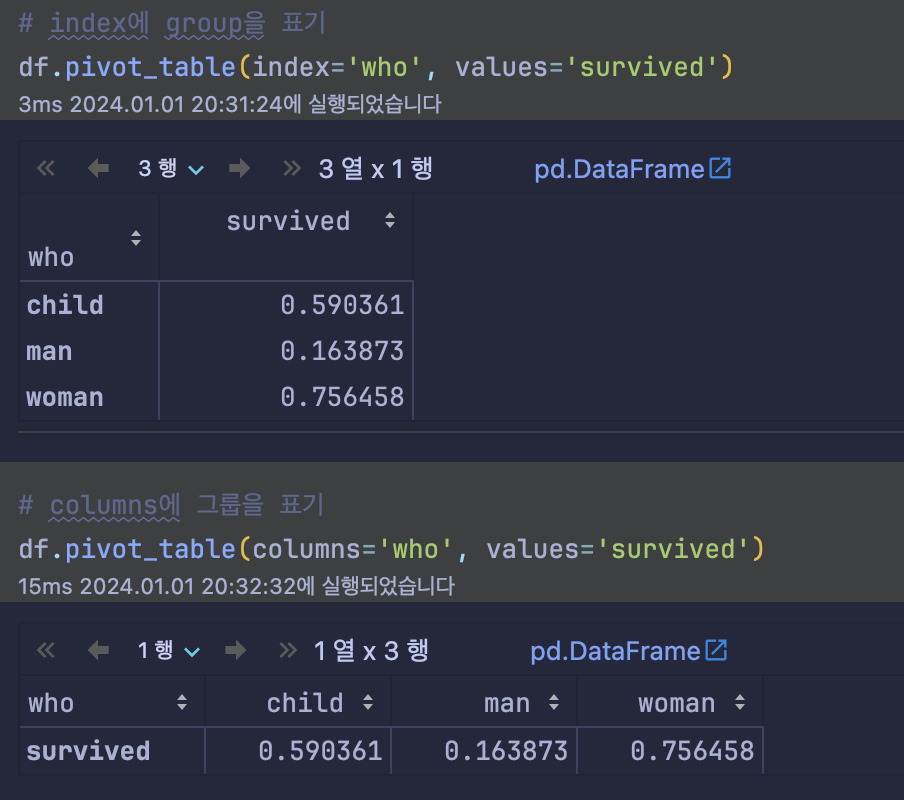 # index에 group을 표기
df.pivot_table(index='who', values='survived')
3ms 2024.01.01 20:31:24에 실행되었습니다
3 행 3 열 x 1 행 pd.DataFrame
survived
who
child 0.590361
man 0.163873
woman 0.756458
# columns에 그룹을 표기
df.pivot_table(columns='who', values='survived')
15ms 2024.01.01 20:32:32에 실행되었습니다
1 행 1 열 x 3 행 pd.DataFrame
who child man woman
survived 0.590361 0.163873 0.756458